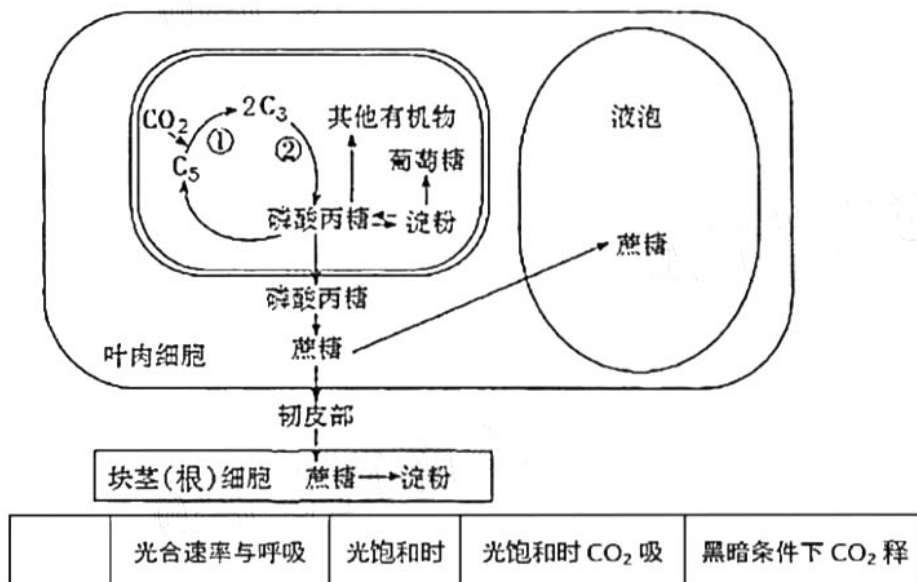 CO₂ 2C₃ 其他有机物 液泡
① ② 葡萄糖
C₅
磷酸丙糖 淀粉
蔗糖
磷酸丙糖
叶肉细胞 蔗糖
韧皮部
块茎(根)细胞 蔗糖 淀粉
光合速率与呼吸 光饱和时 光饱和时 CO₂ 吸 黑暗条件下 CO₂ 释